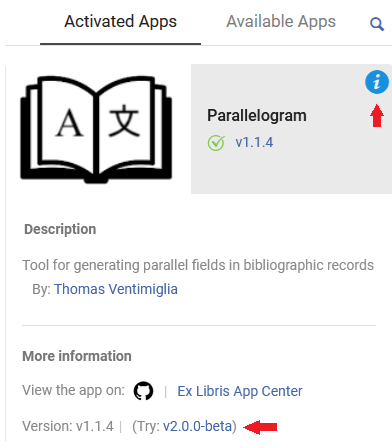 Activated Apps Available Apps
A 文
Parallelogram
v1.1.4
Description
Tool for generating parallel fields in bibliographic records
By: Thomas Ventimiglia
More information
View the app on: | Ex Libris App Center
Version: v1.1.4 | (Try: v2.0.0-beta)